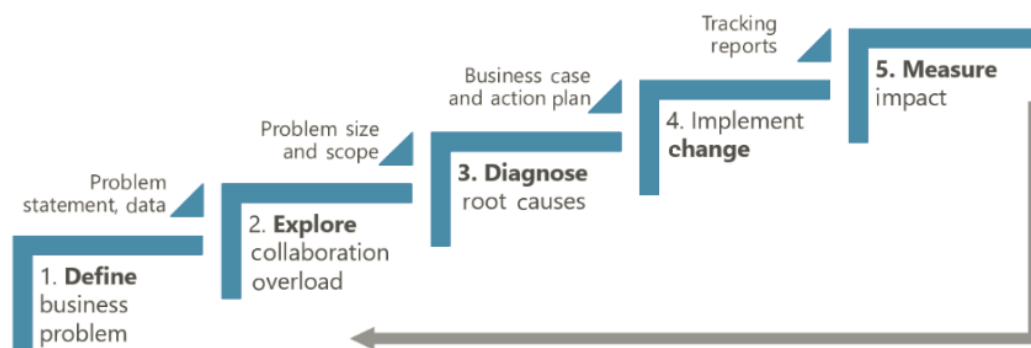 1. Define
business
problem
Problem
statement, data
2. Explore
collaboration
overload
Problem size
and scope
3. Diagnose
root causes
Business case
and action plan
4. Implement
change
Tracking
reports
5. Measure
impact